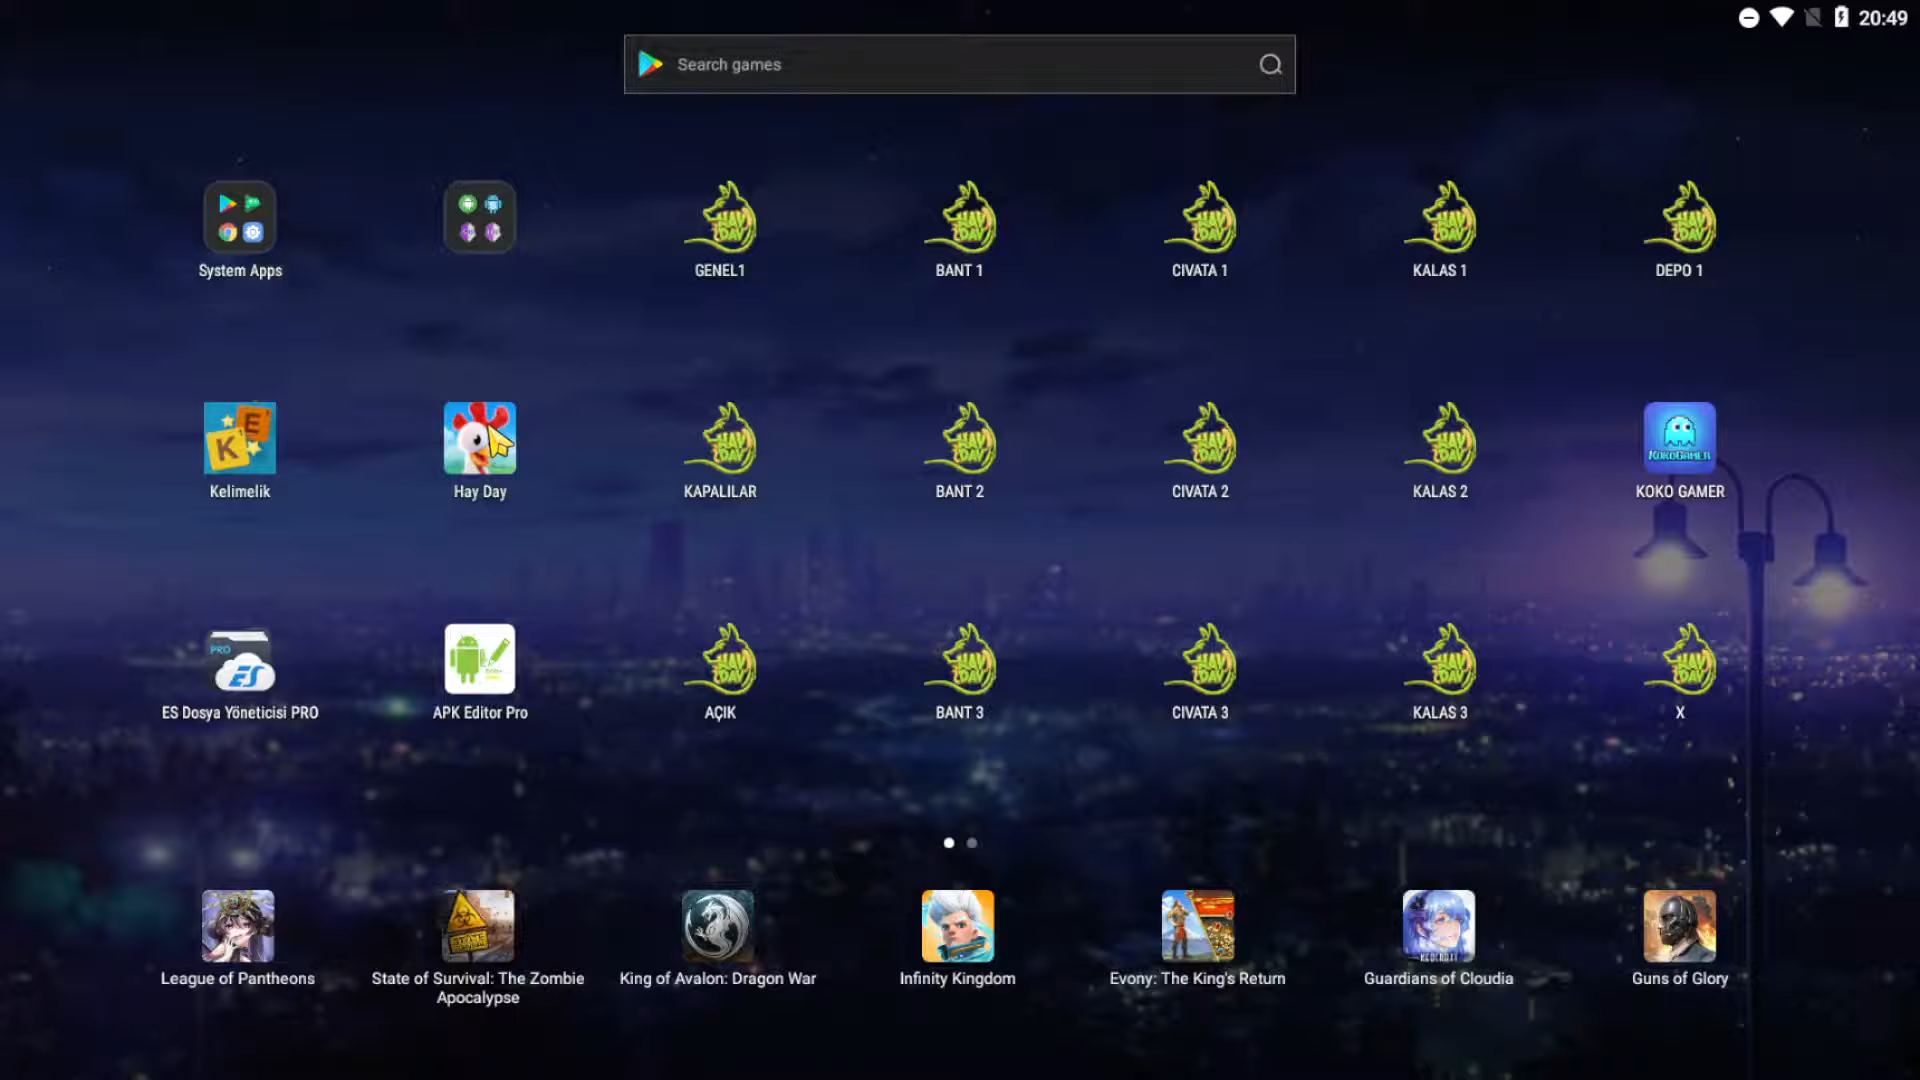 20:49
Search games
System Apps
GENEL1
BANT 1
CIVATA 1
KALAS 1
DEPO 1
Kelimelik
Hay Day
KAPALILAR
BANT 2
CIVATA 2
KALAS 2
KOKO GAMER
ES Dosya Yöneticisi PRO
APK Editor Pro
AÇIK
BANT 3
CIVATA 3
KALAS 3
X
League of Pantheons
State of Survival: The Zombie
Apocalypse
King of Avalon: Dragon War
Infinity Kingdom
Evony: The King's Return
Guardians of Cloudia
Guns of Glory